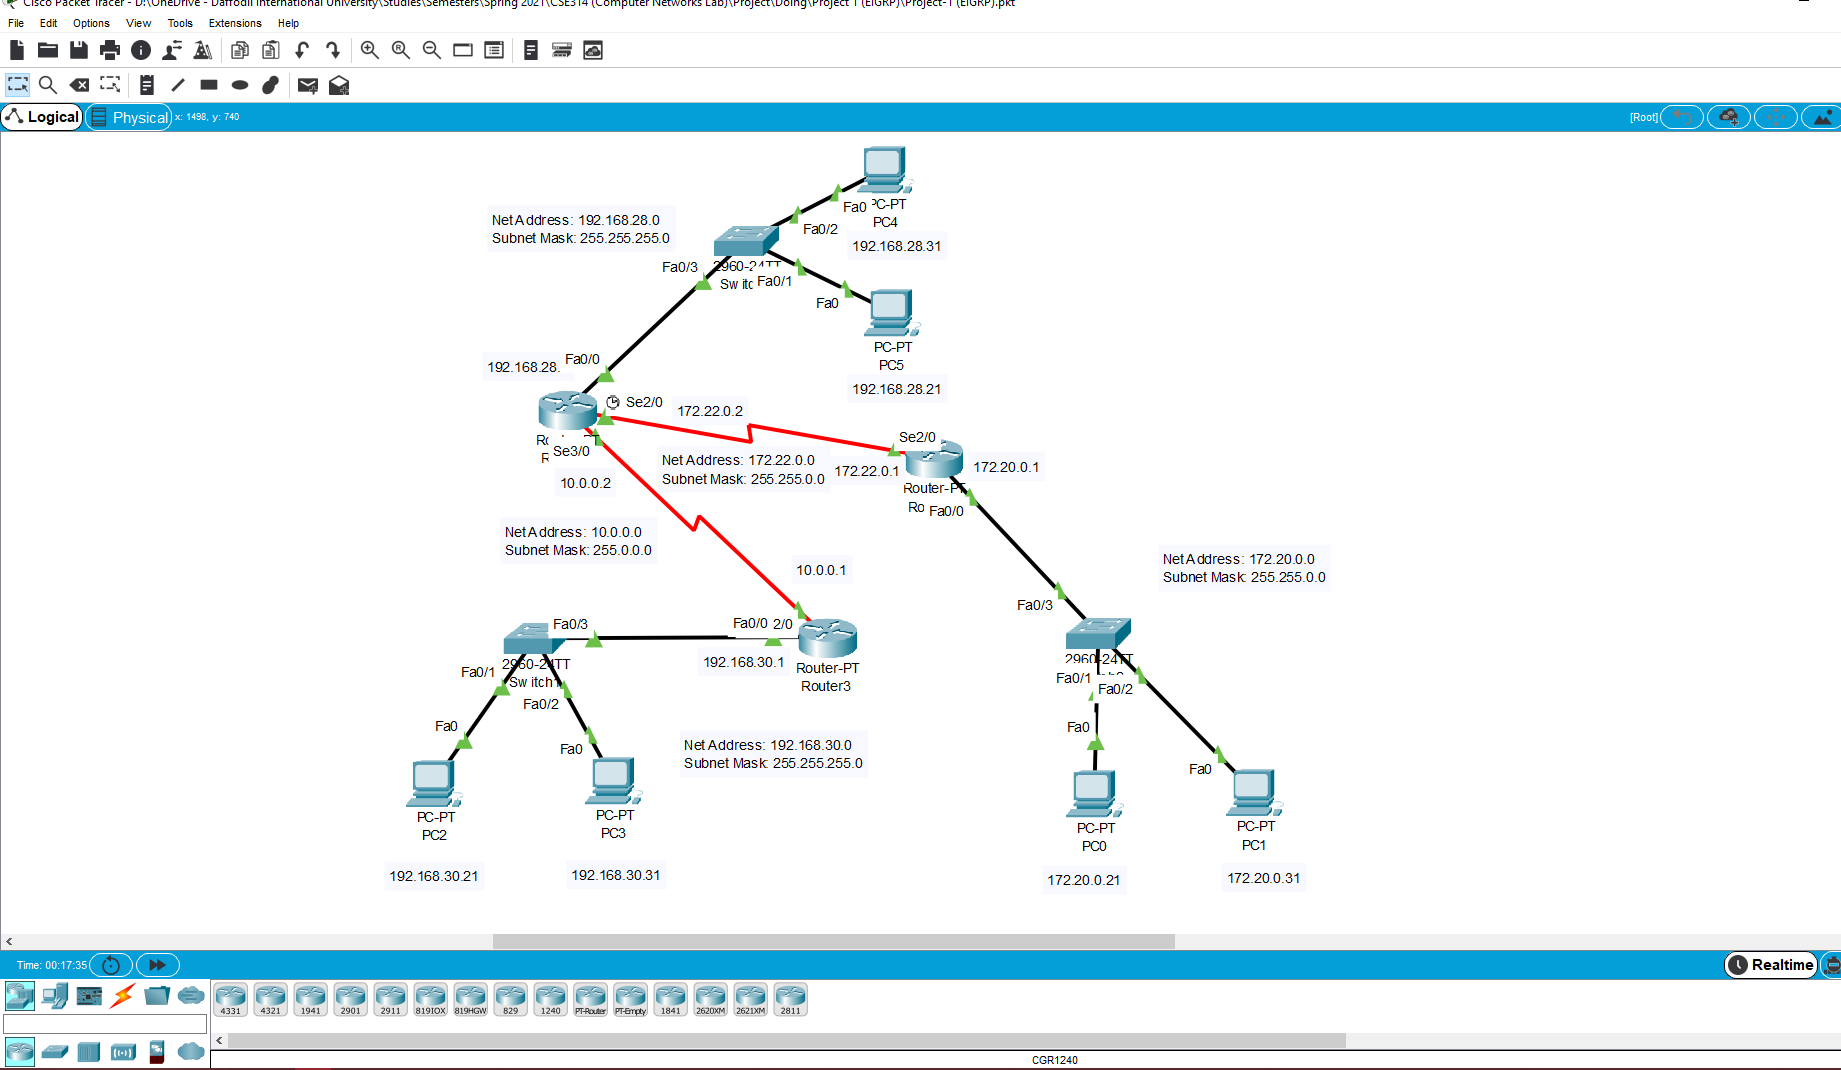 Cisco Packet Tracer - D:\OneDrive - Daffodil International University\Studies\Semesters\Spring 2021\CSE314 (Computer Networks Lab)\Project\Doing\Project 1 (EIGRP)\Project-1 (EIGRP).pkt
File Edit Options View Tools Extensions Help
Logical Physical x: 1498, y: 740 [Root]
PC-PT
PC4
Fa0
Fa0/2
192.168.28.31
Net Address: 192.168.28.0
Subnet Mask: 255.255.255.0
Fa0/3
2960-24TT
Fa0/1
Fa0
PC-PT
PC5
192.168.28.21
Fa0/0
192.168.28.
Se2/0
172.22.0.2
Se3/0
10.0.0.2
Net Address: 172.22.0.0
Subnet Mask: 255.255.0.0
Se2/0
172.22.0.1
172.20.0.1
Router-PT
Fa0/0
Net Address: 10.0.0.0
Subnet Mask: 255.0.0.0
10.0.0.1
Net Address: 172.20.0.0
Subnet Mask: 255.255.0.0
Fa0/3
Fa0/3
Fa0/0
2/0
192.168.30.1
Router-PT
Router3
2960-24TT
Switch1
Fa0/1
Fa0/2
2960-24TT
Fa0/1
Fa0/2
Fa0
Fa0
Fa0
Fa0
Net Address: 192.168.30.0
Subnet Mask: 255.255.255.0
PC-PT
PC2
PC-PT
PC3
PC-PT
PC0
PC-PT
PC1
192.168.30.21
192.168.30.31
172.20.0.21
172.20.0.31
Time: 00:17:35
Realtime
4331 4321 1941 2901 2911 819IOX 819HGW 829 1240 PT-Router PT-Empty 1841 2620XM 2621XM 2811
CGR1240